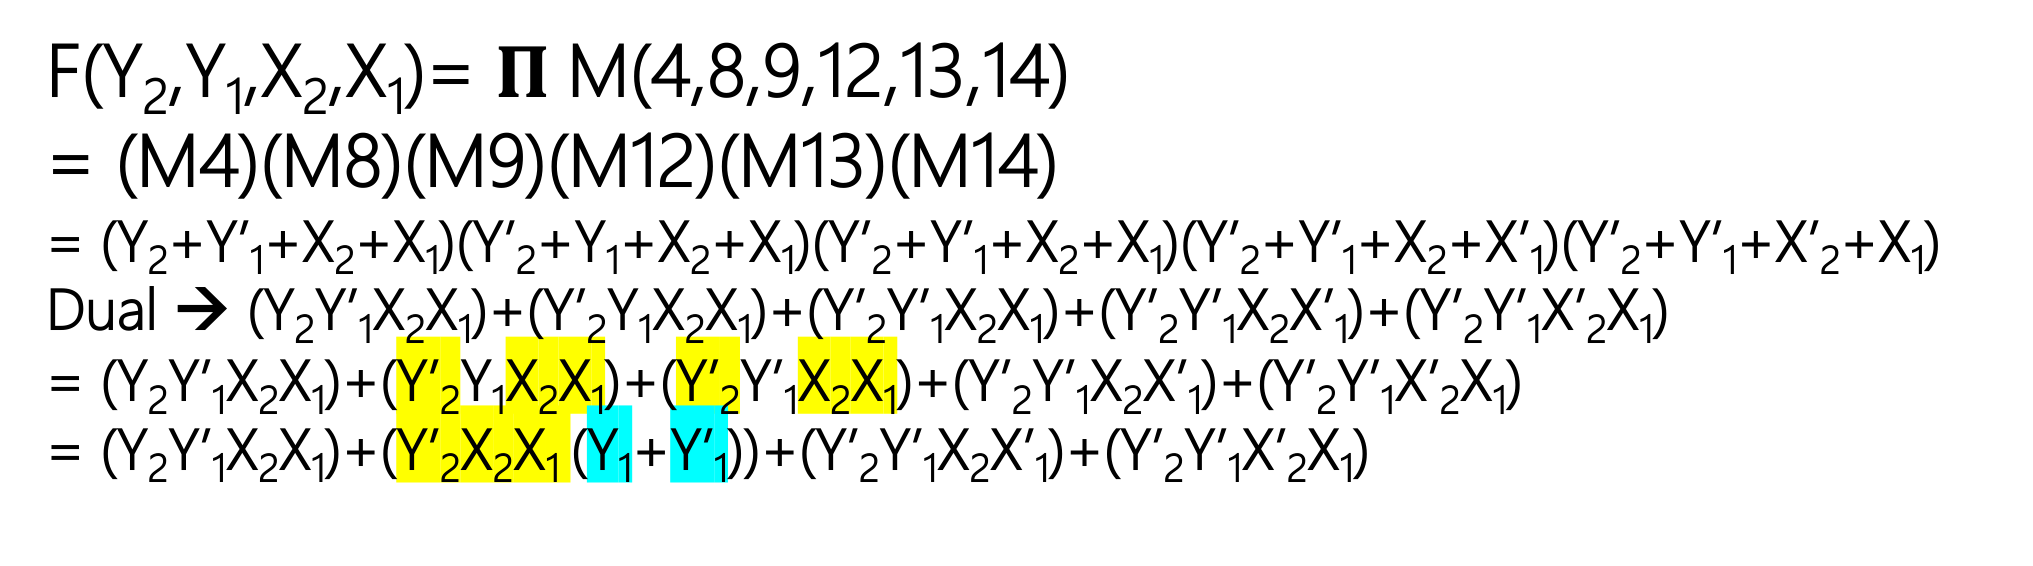 F(Y₂,Y₁,X₂,X₁)= Π M(4,8,9,12,13,14)
= (M4)(M8)(M9)(M12)(M13)(M14)
= (Y₂+Y′₁+X₂+X₁)(Y′₂+Y₁+X₂+X₁)(Y′₂+Y′₁+X₂+X₁)(Y′₂+Y′₁+X₂+X′₁)(Y′₂+Y′₁+X′₂+X₁)
Dual → (Y₂Y′₁X₂X₁)+(Y′₂Y₁X₂X₁)+(Y′₂Y′₁X₂X₁)+(Y′₂Y′₁X₂X′₁)+(Y′₂Y′₁X′₂X₁)
= (Y₂Y′₁X₂X₁)+(Y′₂Y₁X₂X₁)+(Y′₂Y′₁X₂X₁)+(Y′₂Y′₁X₂X′₁)+(Y′₂Y′₁X′₂X₁)
= (Y₂Y′₁X₂X₁)+(Y′₂X₂X₁(Y₁+Y′₁))+(Y′₂Y′₁X₂X′₁)+(Y′₂Y′₁X′₂X₁)